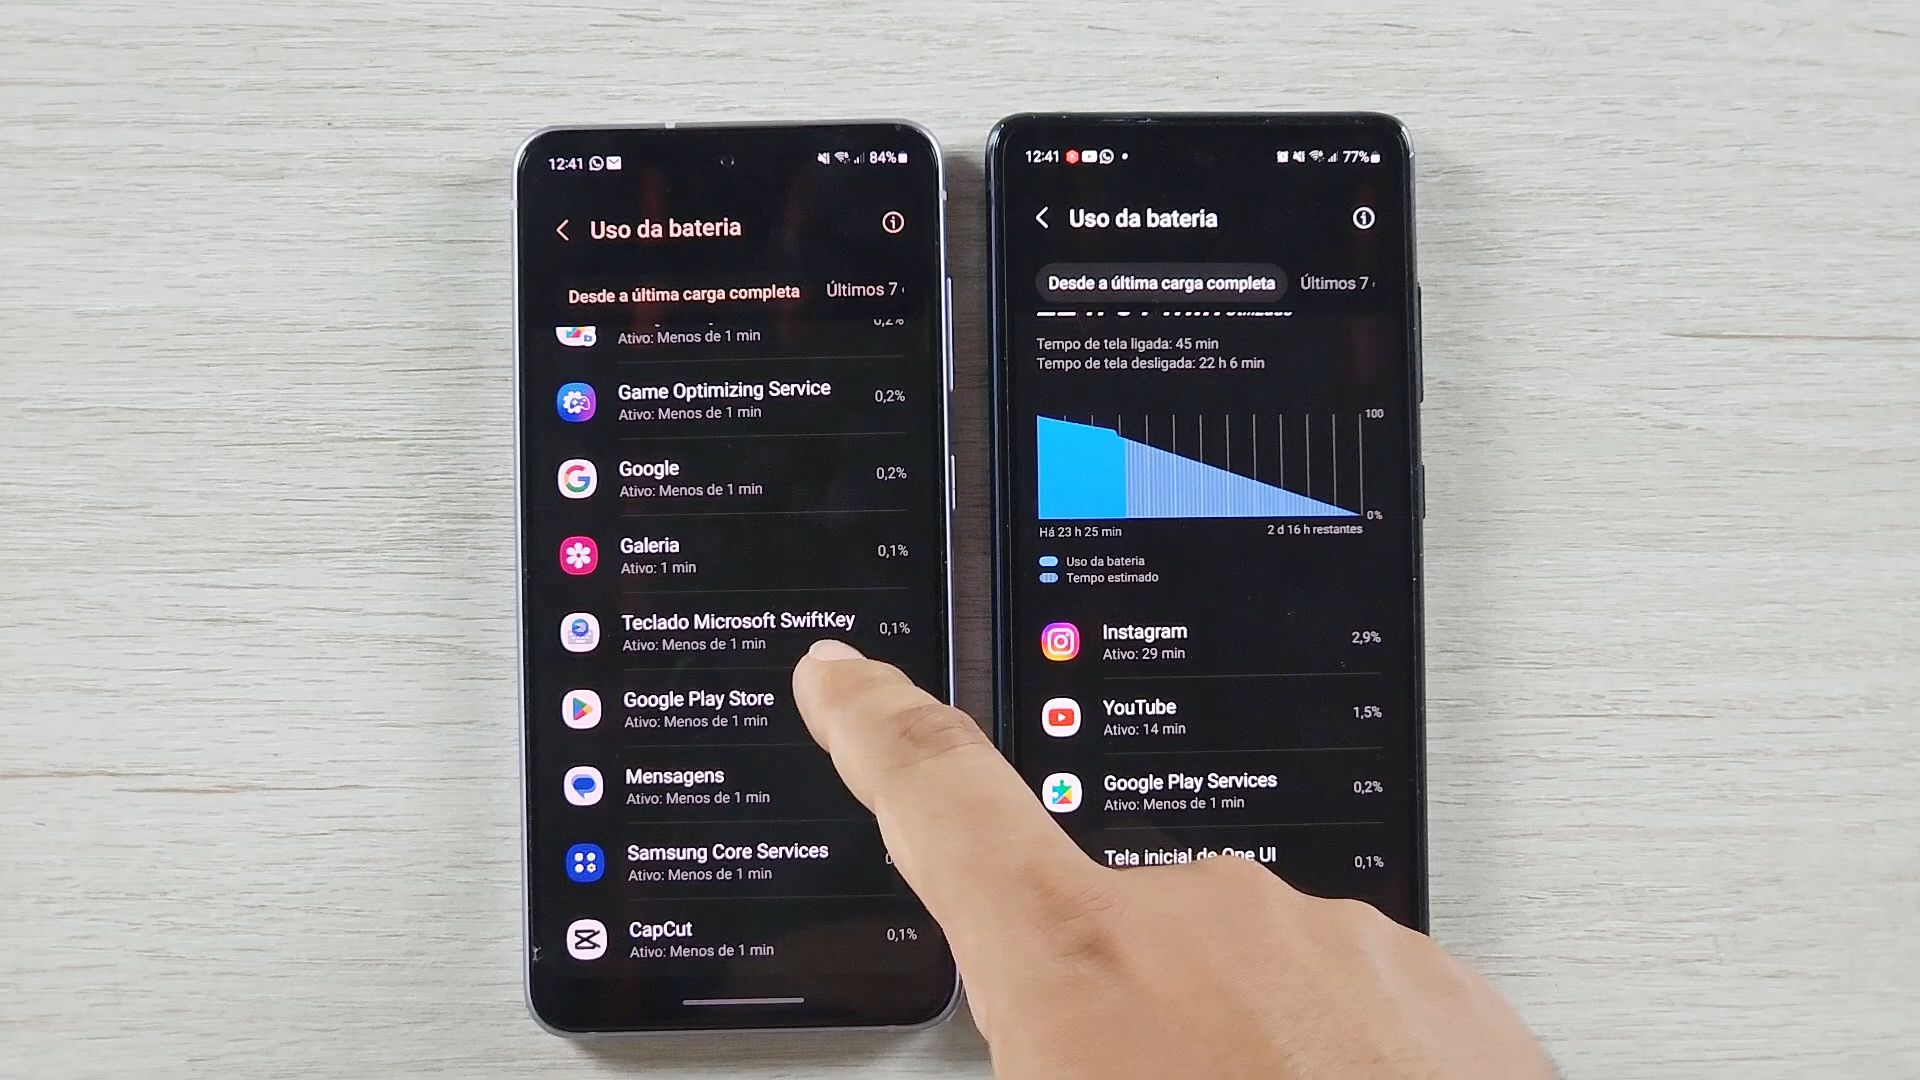 12:41
84%
Uso da bateria
Desde a última carga completa
Últimos 7
0,2%
Ativo: Menos de 1 min
Game Optimizing Service
0,2%
Ativo: Menos de 1 min
Google
0,2%
Ativo: Menos de 1 min
Galeria
0,1%
Ativo: 1 min
Teclado Microsoft SwiftKey
0,1%
Ativo: Menos de 1 min
Google Play Store
Ativo: Menos de 1 min
Mensagens
Ativo: Menos de 1 min
Samsung Core Services
Ativo: Menos de 1 min
CapCut
0,1%
Ativo: Menos de 1 min
12:41
77%
Uso da bateria
Desde a última carga completa
Últimos 7
Tempo de tela ligada: 45 min
Tempo de tela desligada: 22 h 6 min
100
0%
Há 23 h 25 min
2 d 16 h restantes
Uso da bateria
Tempo estimado
Instagram
2,9%
Ativo: 29 min
YouTube
1,5%
Ativo: 14 min
Google Play Services
0,2%
Ativo: Menos de 1 min
Tela inicial de One UI
0,1%